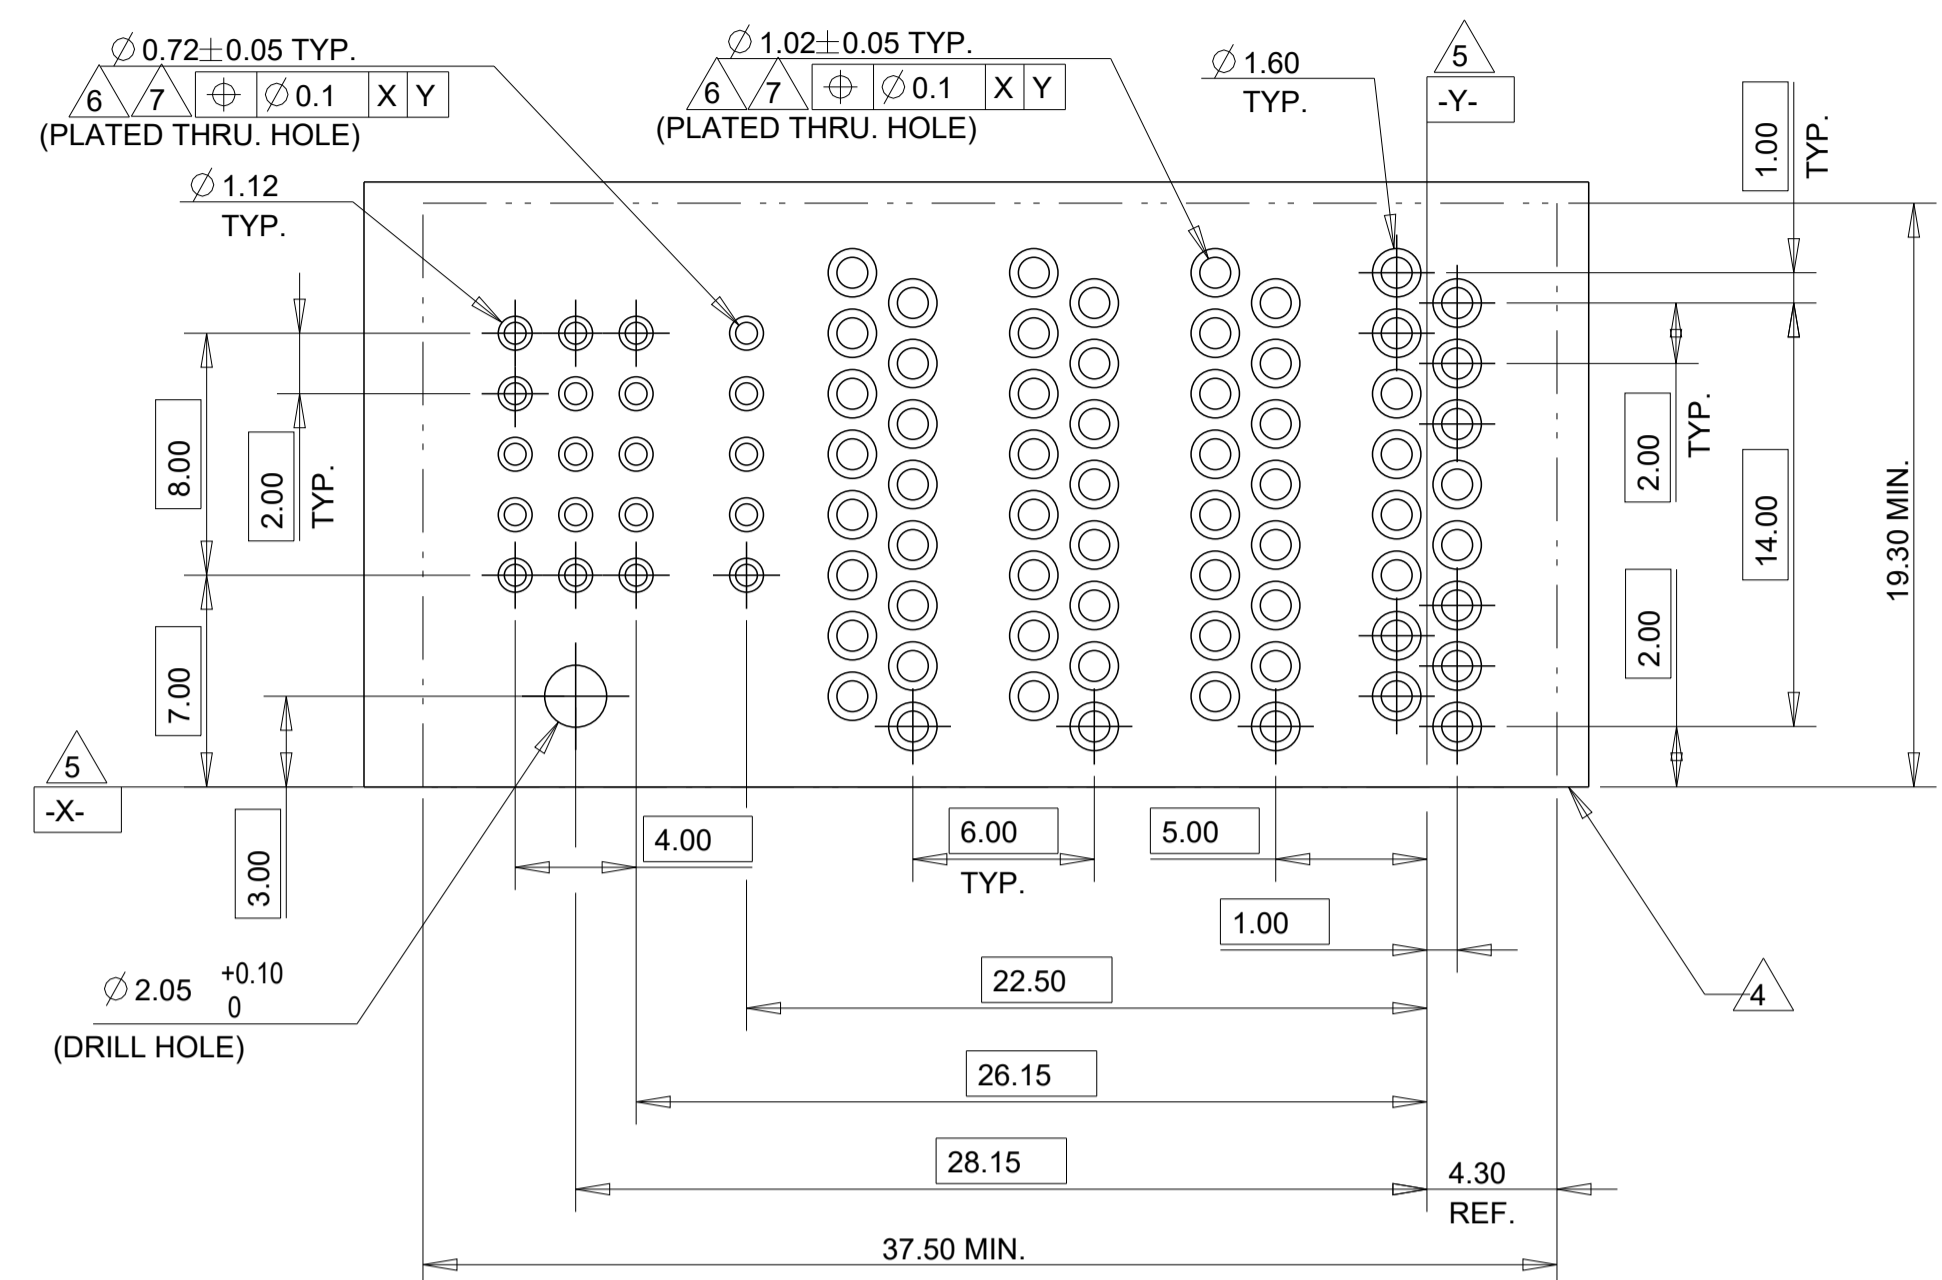 ∅ 0.72±0.05 TYP.
6 7 ⌖ ∅ 0.1 X Y
(PLATED THRU. HOLE)
∅ 1.02±0.05 TYP.
6 7 ⌖ ∅ 0.1 X Y
(PLATED THRU. HOLE)
∅ 1.60
TYP.
5
-Y-
1.00
TYP.
∅ 1.12
TYP.
8.00
2.00
TYP.
2.00
TYP.
14.00
19.30 MIN.
7.00
2.00
5
-X-
3.00
4.00
6.00
TYP.
5.00
1.00
∅ 2.05 +0.10
0
(DRILL HOLE)
22.50
4
26.15
28.15
4.30
REF.
37.50 MIN.